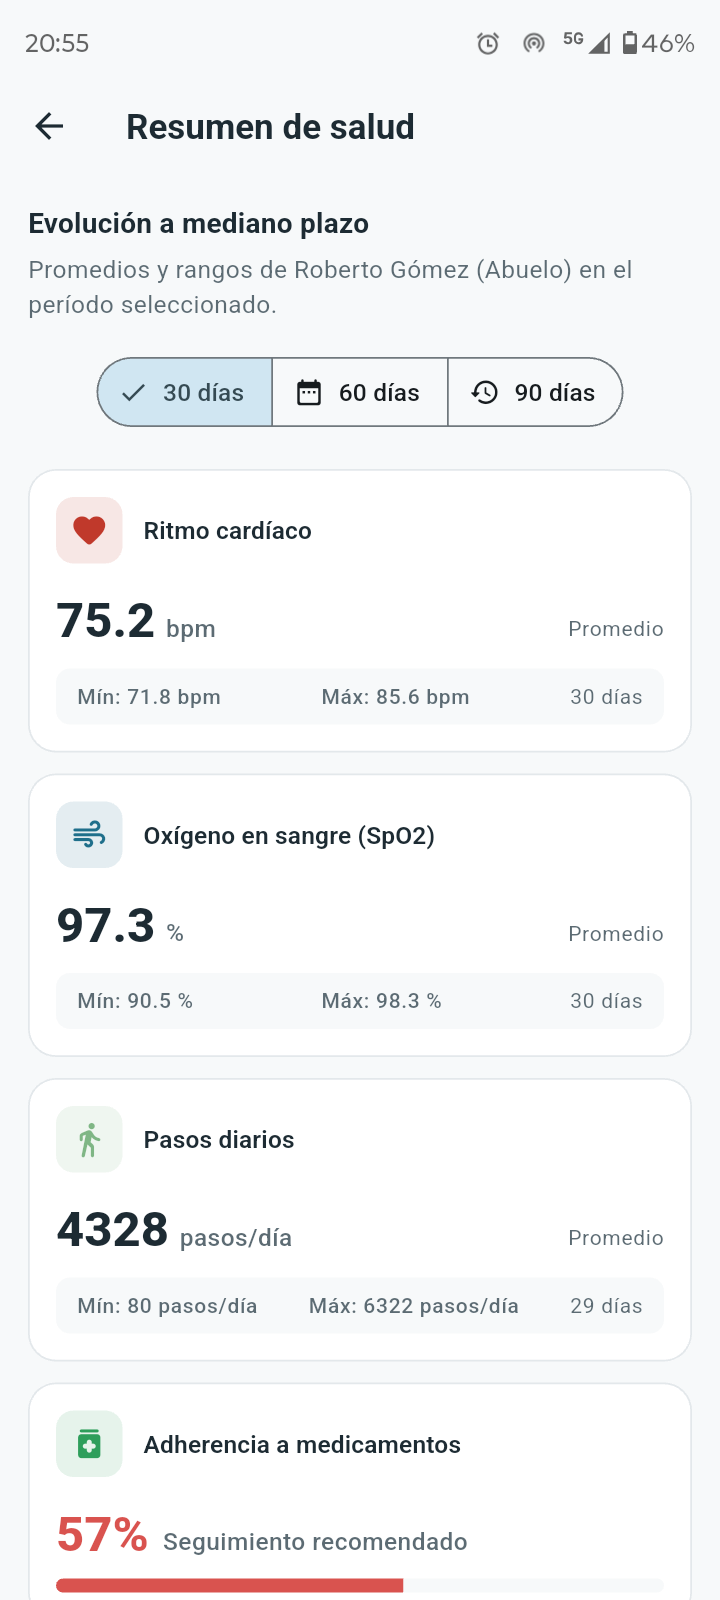 20:55
5G
46%
Resumen de salud
Evolución a mediano plazo
Promedios y rangos de Roberto Gómez (Abuelo) en el
período seleccionado.
30 días
60 días
90 días
Ritmo cardíaco
75.2 bpm
Promedio
Mín: 71.8 bpm
Máx: 85.6 bpm
30 días
Oxígeno en sangre (SpO2)
97.3 %
Promedio
Mín: 90.5 %
Máx: 98.3 %
30 días
Pasos diarios
4328 pasos/día
Promedio
Mín: 80 pasos/día
Máx: 6322 pasos/día
29 días
Adherencia a medicamentos
57% Seguimiento recomendado